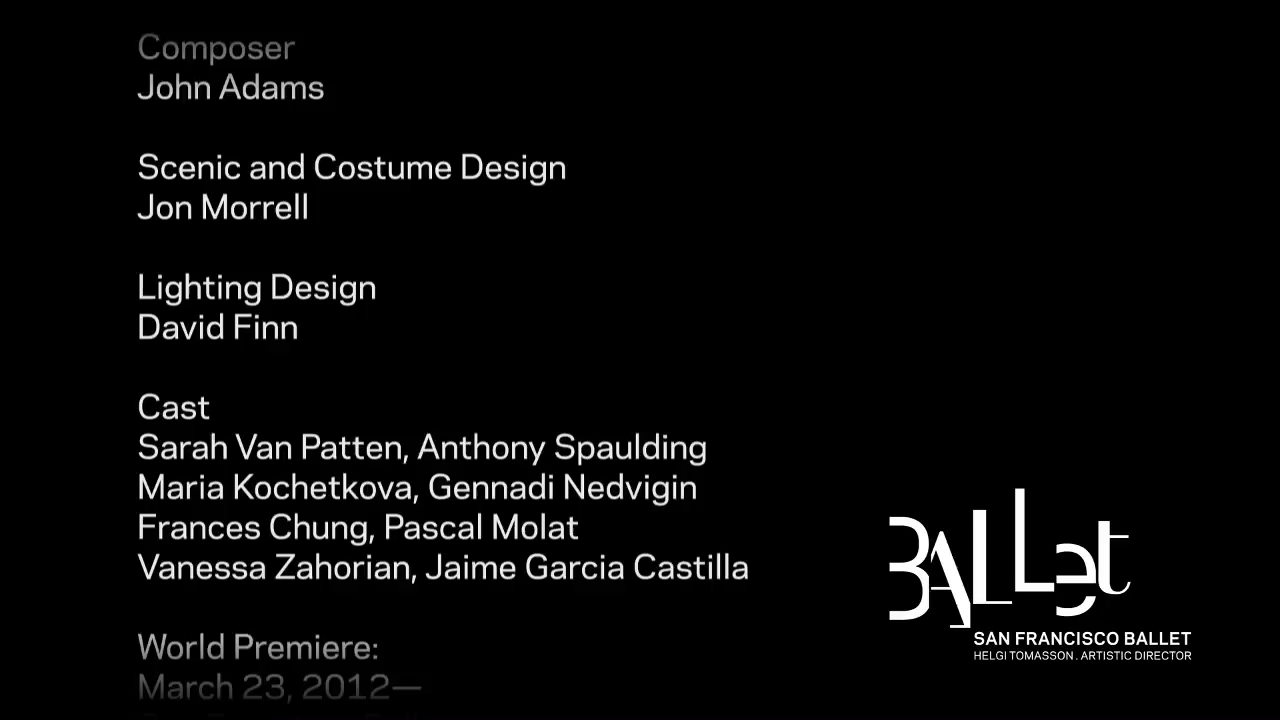 Composer
John Adams
Scenic and Costume Design
Jon Morrell
Lighting Design
David Finn
Cast
Sarah Van Patten, Anthony Spaulding
Maria Kochetkova, Gennadi Nedvigin
Frances Chung, Pascal Molat
Vanessa Zahorian, Jaime Garcia Castilla
World Premiere:
March 23, 2012—
BALLet
SAN FRANCISCO BALLET
HELGI TOMASSON . ARTISTIC DIRECTOR